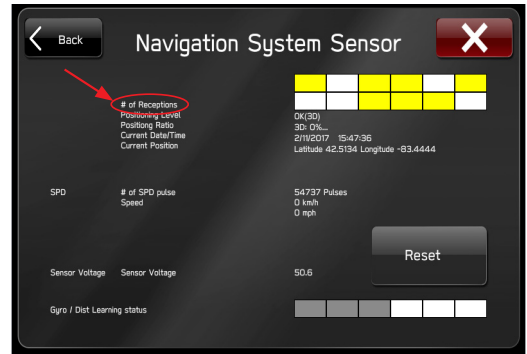 Back
Navigation System Sensor
X
# of Receptions
Positioning Level OK(3D)
Positiong Ratio 3D: 0%...
Current Date/Time 2/11/2017 15:47:36
Current Position Latitude 42.5134 Longitude -83.4444
SPD # of SPD pulse 54737 Pulses
Speed 0 km/h
0 mph
Reset
Sensor Voltage Sensor Voltage 50.6
Gyro / Dist Learning status